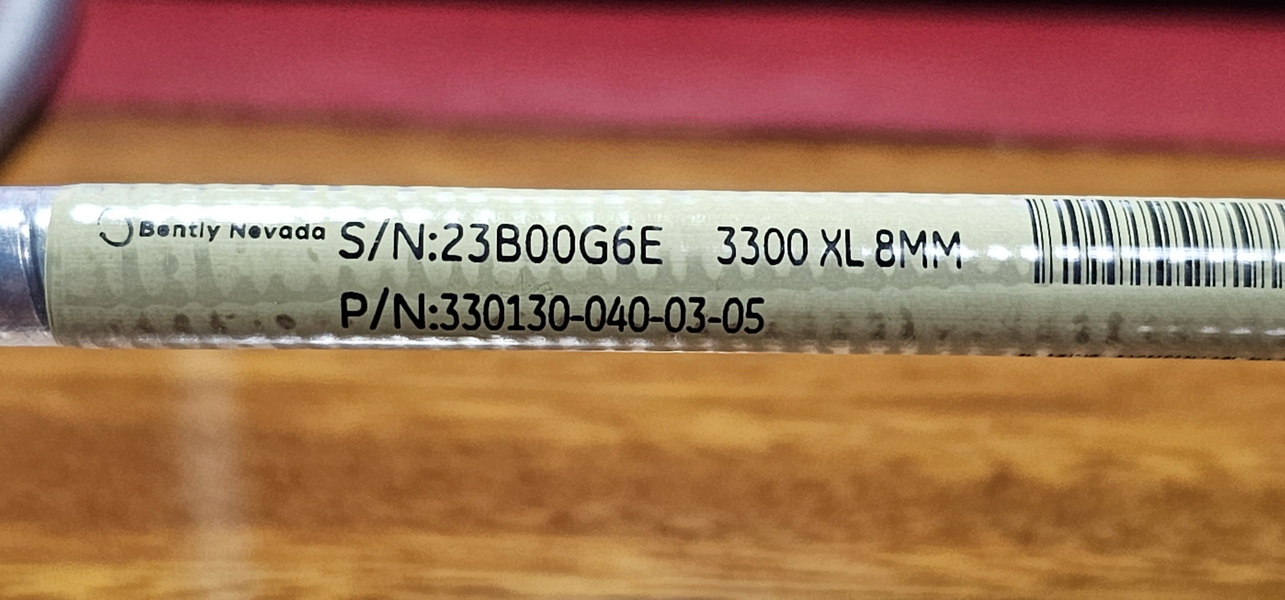 Bently Nevada S/N:23B00G6E 3300 XL 8MM
P/N:330130-040-03-05